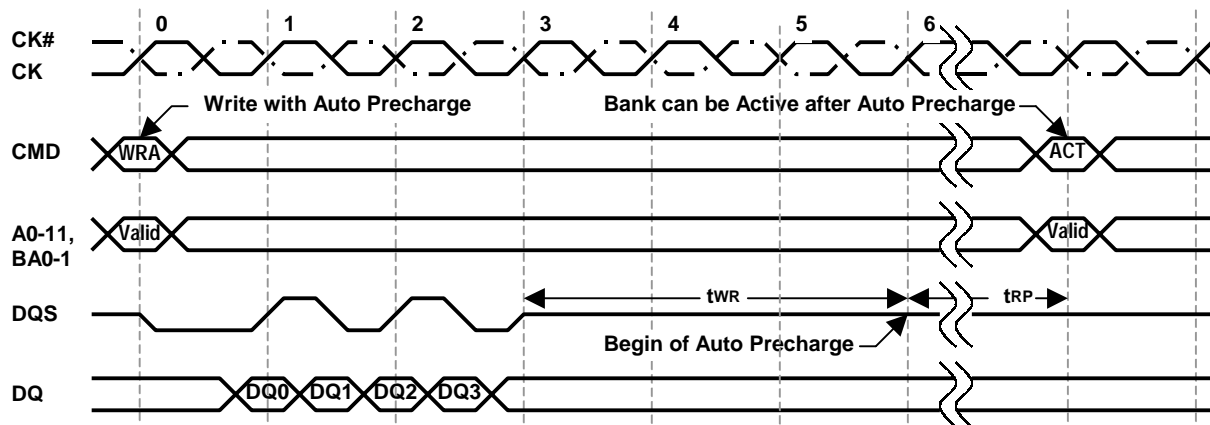 0 1 2 3 4 5 6
CK#
CK
Write with Auto Precharge Bank can be Active after Auto Precharge
CMD WRA ACT
A0-11, Valid Valid
BA0-1
DQS tWR tRP
Begin of Auto Precharge
DQ DQ0 DQ1 DQ2 DQ3